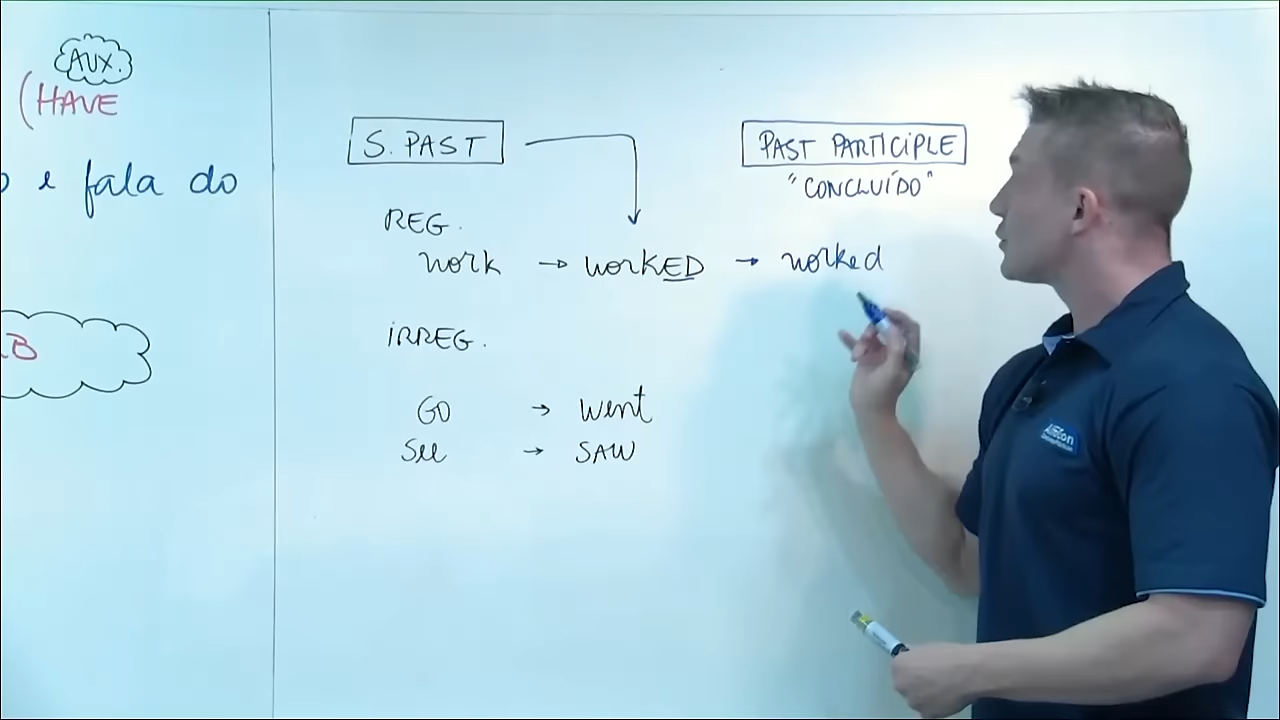 AUX.
(HAVE
e fala do
S. PAST
PAST PARTICIPLE
"CONCLUÍDO"
REG.
work → workED → worked
iRREG.
GO → Went
See → SAW